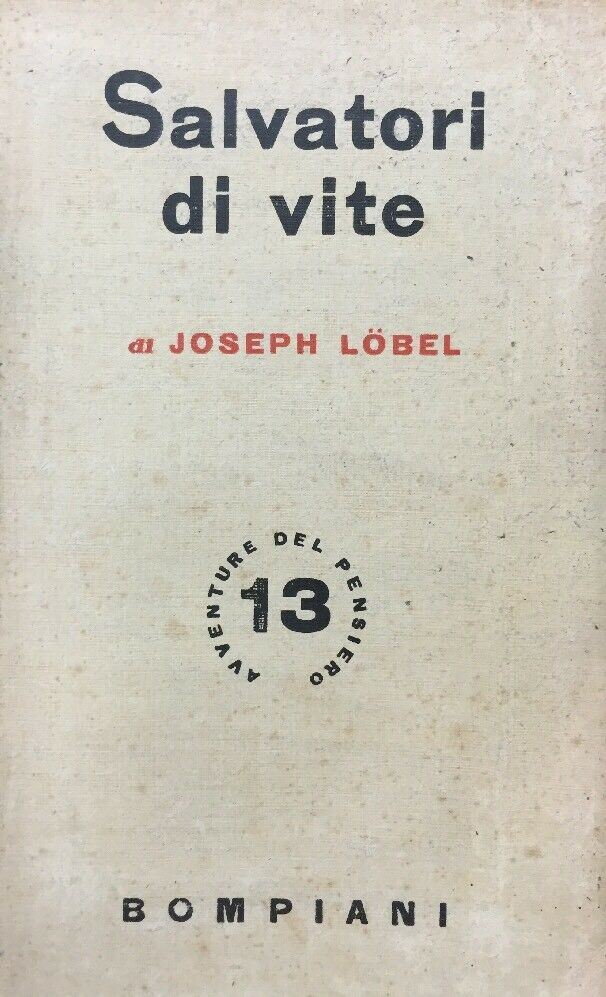 Salvatori
di vite
di JOSEPH LÖBEL
AVVENTURE DEL PENSIERO
13
BOMPIANI